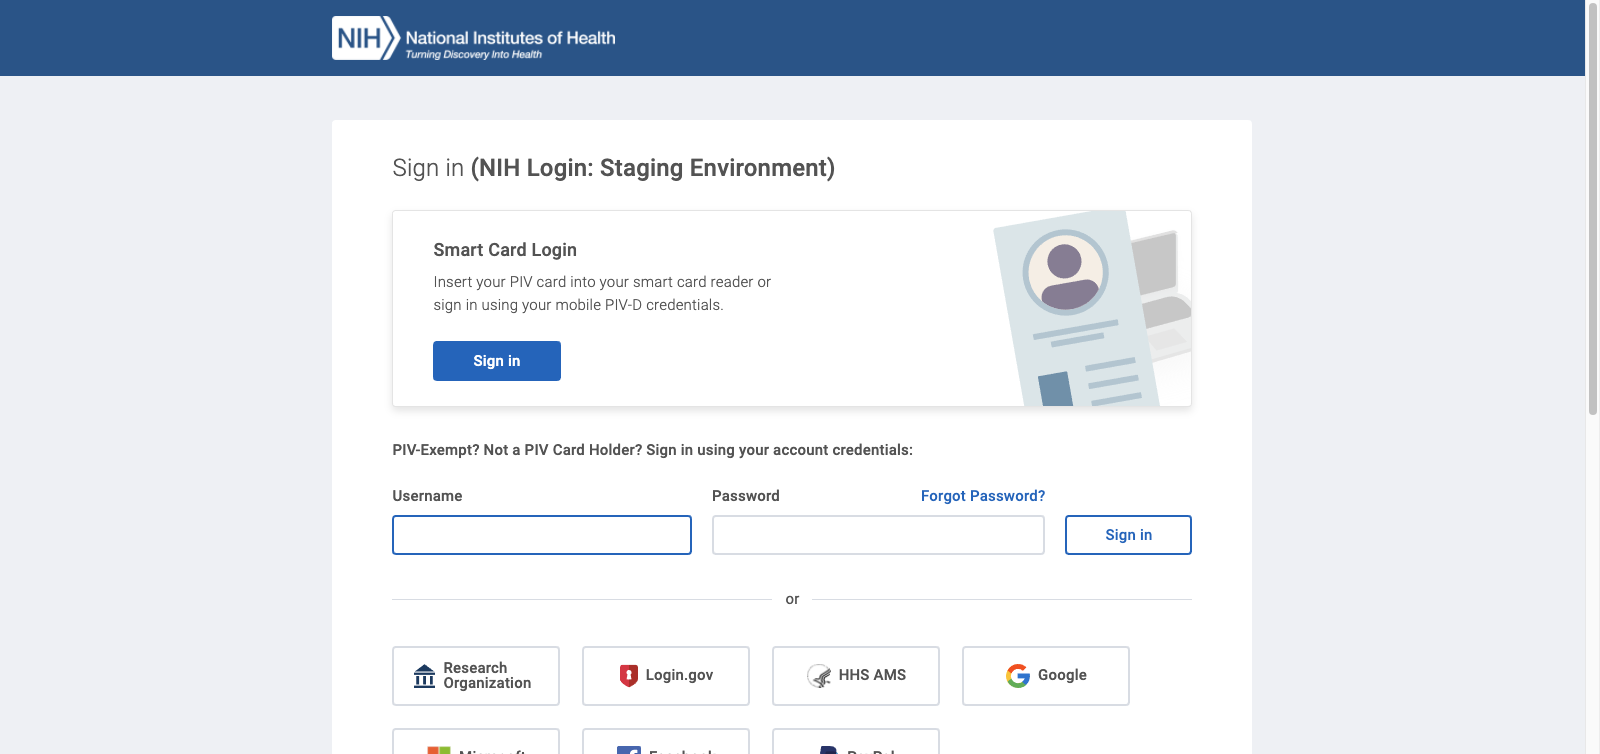 NIH National Institutes of Health
Turning Discovery Into Health
Sign in (NIH Login: Staging Environment)
Smart Card Login
Insert your PIV card into your smart card reader or
sign in using your mobile PIV-D credentials.
Sign in
PIV-Exempt? Not a PIV Card Holder? Sign in using your account credentials:
Username
Password
Forgot Password?
Sign in
or
Research
Organization
Login.gov
HHS AMS
Google
Microsoft
Facebook
PayPal